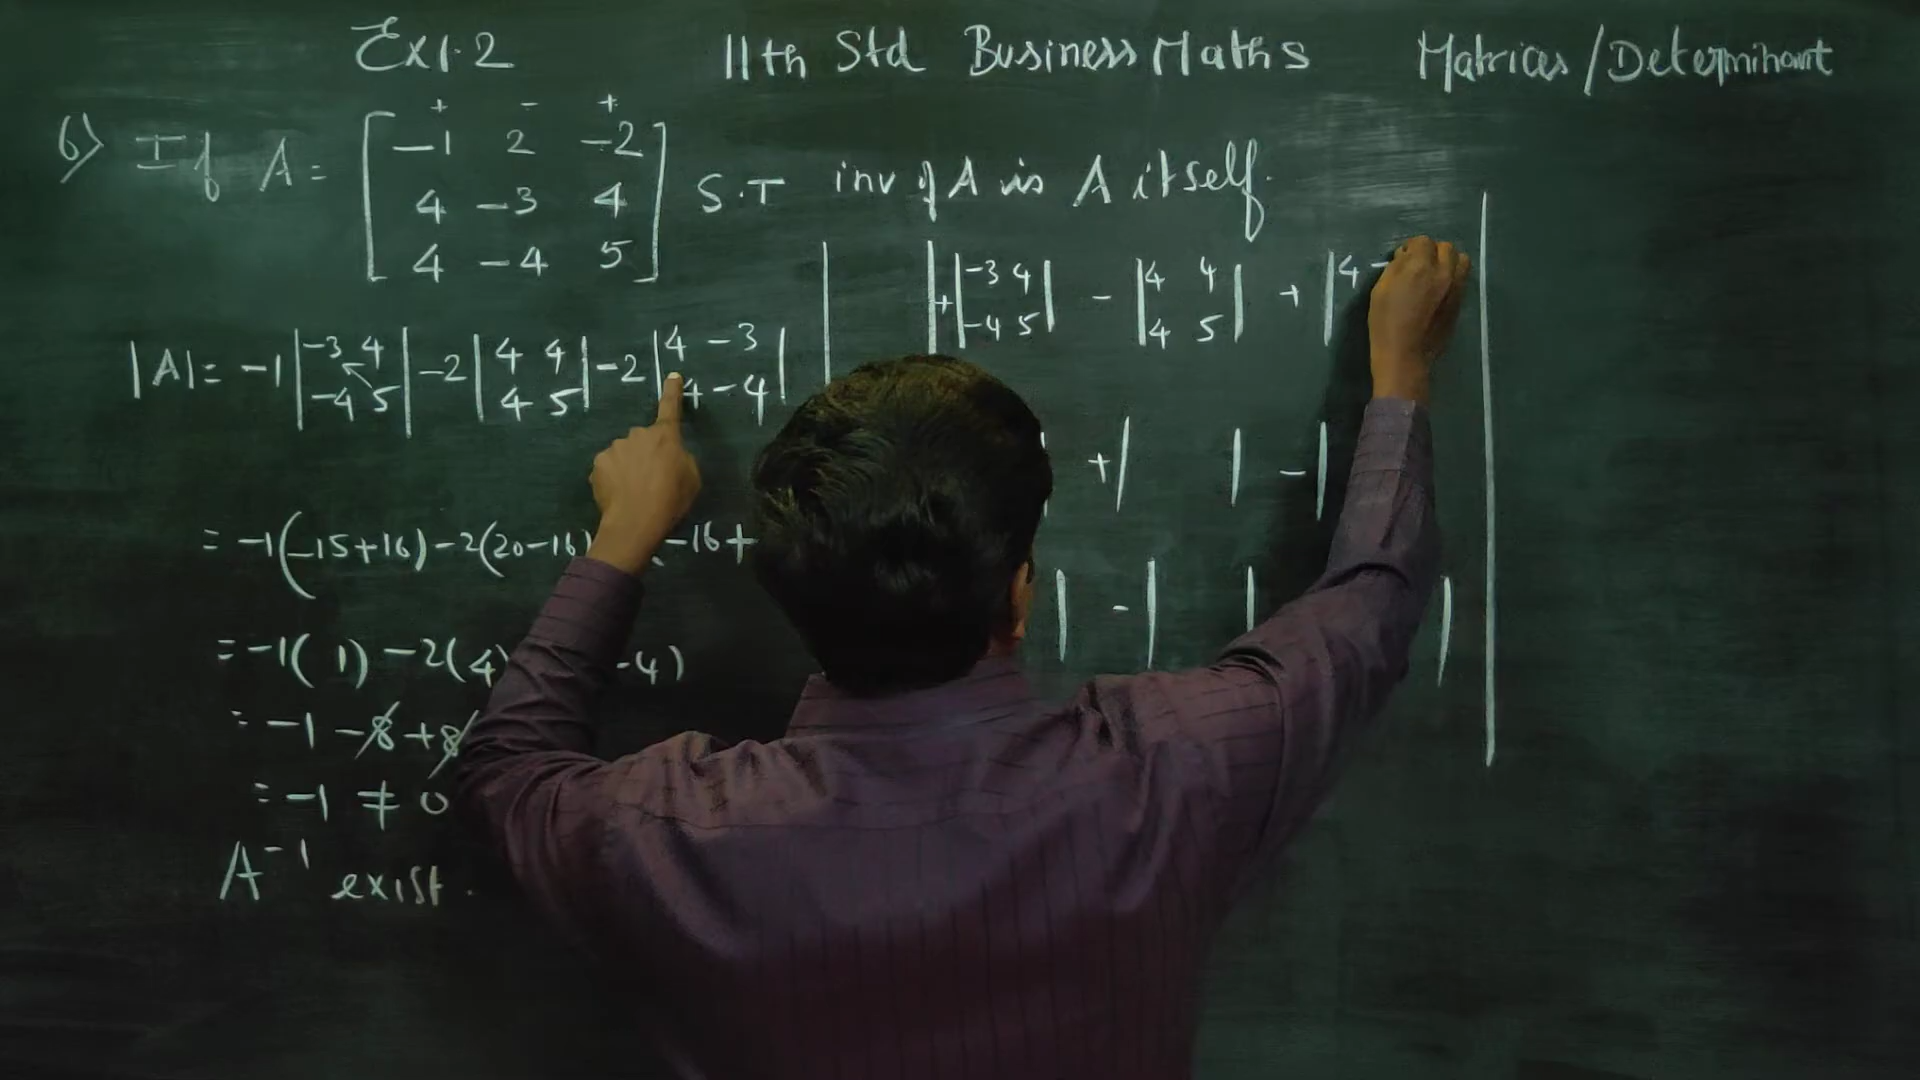 Ex 1.2 11th Std Business Maths Matrices/Determinant
6) If A = [ -1 2 -2 S.T inv of A is A itself.
+ - +
4 -3 4
4 -4 5 ]
|A| = -1 |-3 4| -2 |4 4| -2 |4 -3|
|-4 5| |4 5| |4 -4|
= -1(-15+16) -2(20-16) -16+
= -1(1) -2(4) -4)
= -1 -8 +8
= -1 ≠ 0
A⁻¹ exist.
+|-3 4| - |4 4| + |4 -
|-4 5| |4 5|
+| | -|
| -| | |